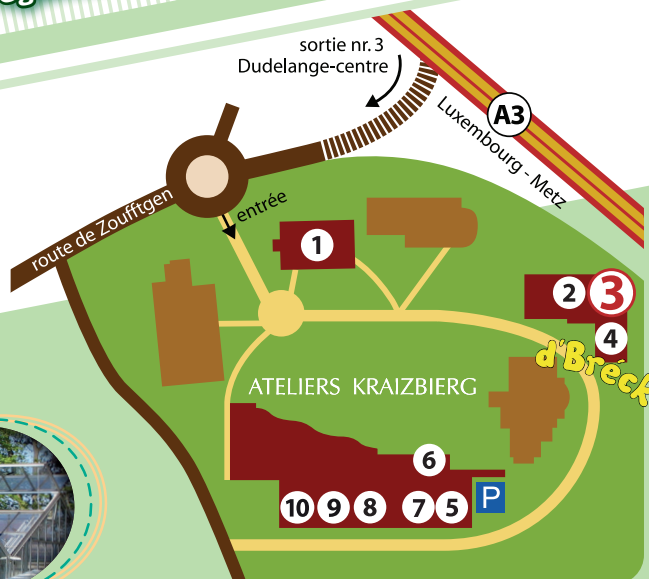 sortie nr. 3
Dudelange-centre
A3
Luxembourg - Metz
route de Zoufftgen
entrée
1
2
3
4
d'Bréck
ATELIERS KRAIZBIERG
6
10 9 8 7 5
P